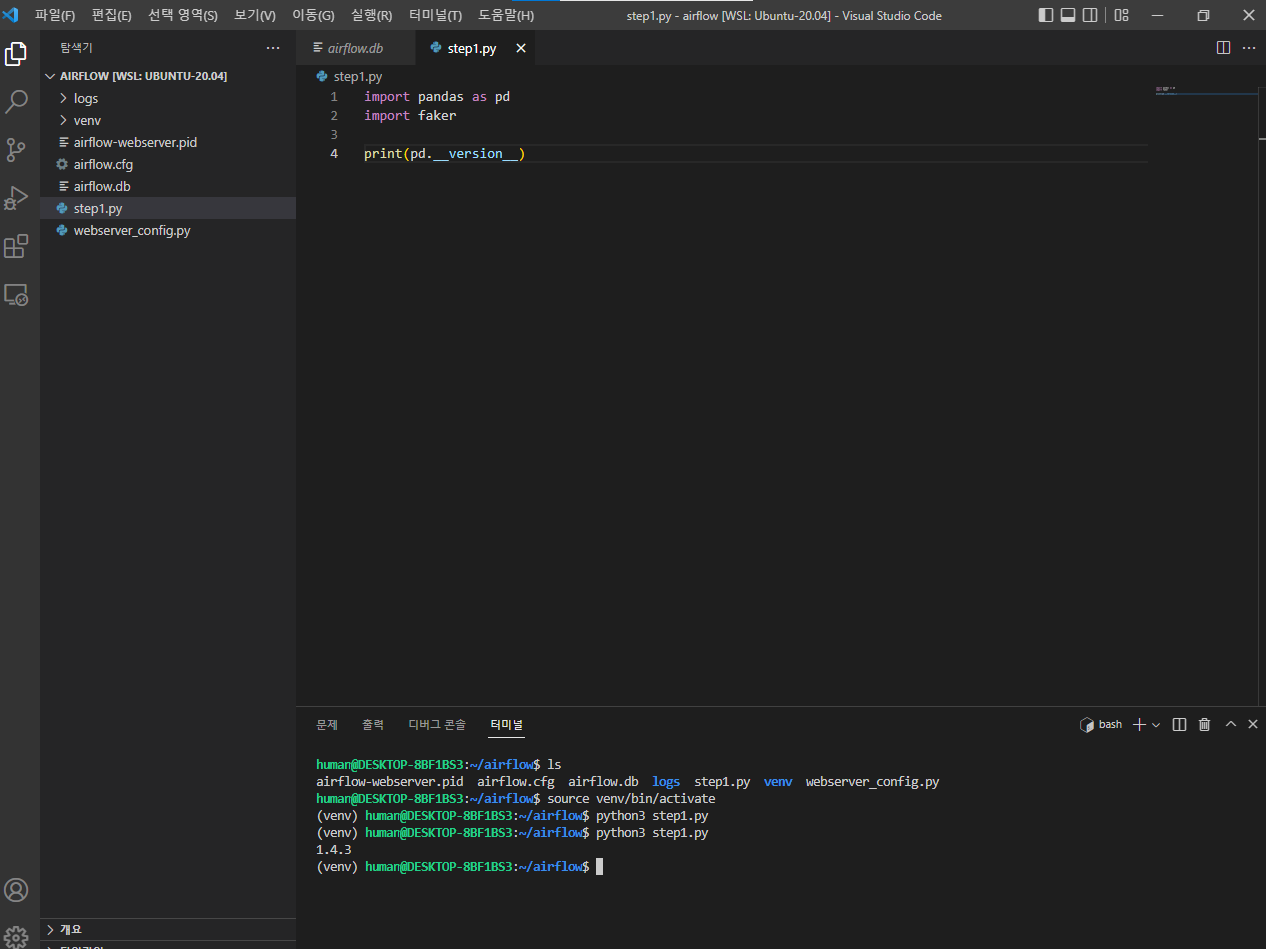 파일(F) 편집(E) 선택 영역(S) 보기(V) 이동(G) 실행(R) 터미널(T) 도움말(H) step1.py - airflow [WSL: Ubuntu-20.04] - Visual Studio Code
탐색기
AIRFLOW [WSL: UBUNTU-20.04]
logs
venv
airflow-webserver.pid
airflow.cfg
airflow.db
step1.py
webserver_config.py
개요
airflow.db step1.py
step1.py
1 import pandas as pd
2 import faker
3
4 print(pd.__version__)
문제 출력 디버그 콘솔 터미널 bash
human@DESKTOP-8BF1BS3:~/airflow$ ls
airflow-webserver.pid airflow.cfg airflow.db logs step1.py venv webserver_config.py
human@DESKTOP-8BF1BS3:~/airflow$ source venv/bin/activate
(venv) human@DESKTOP-8BF1BS3:~/airflow$ python3 step1.py
(venv) human@DESKTOP-8BF1BS3:~/airflow$ python3 step1.py
1.4.3
(venv) human@DESKTOP-8BF1BS3:~/airflow$